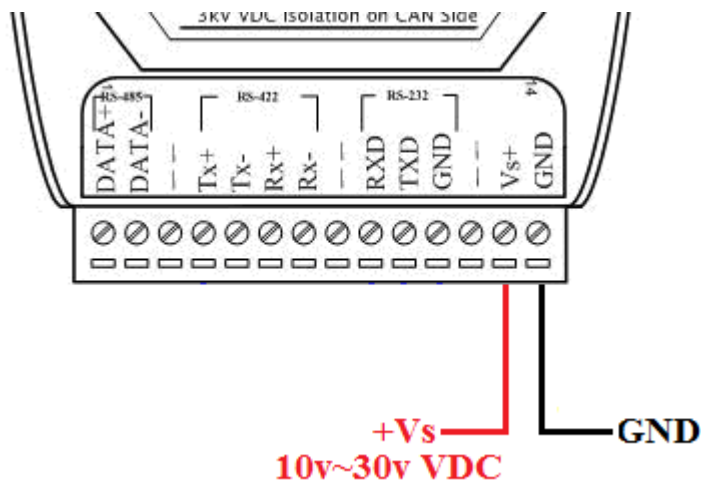 3kV VDC Isolation on CAN Side
1 14
RS-485 RS-422 RS-232
DATA+ DATA- Tx+ Tx- Rx+ Rx- RXD TXD GND Vs+ GND
+Vs GND
10v~30v VDC